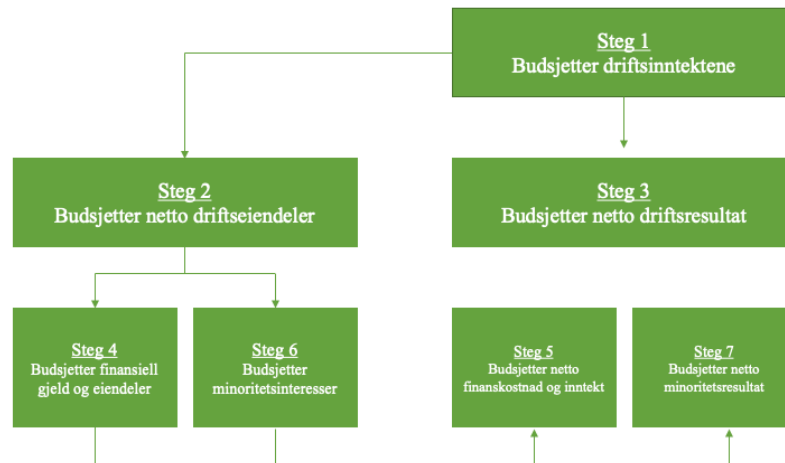 Steg 1
Budsjetter driftsinntektene
Steg 2
Budsjetter netto driftseiendeler
Steg 3
Budsjetter netto driftsresultat
Steg 4
Budsjetter finansiell
gjeld og eiendeler
Steg 6
Budsjetter
minoritetsinteresser
Steg 5
Budsjetter netto
finanskostnad og inntekt
Steg 7
Budsjetter netto
minoritetsresultat